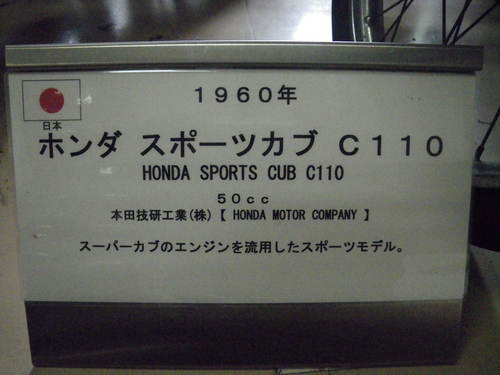 1960年
日本
ホンダ スポーツカブ C110
HONDA SPORTS CUB C110
50cc
本田技研工業(株)【 HONDA MOTOR COMPANY 】
スーパーカブのエンジンを流用したスポーツモデル。